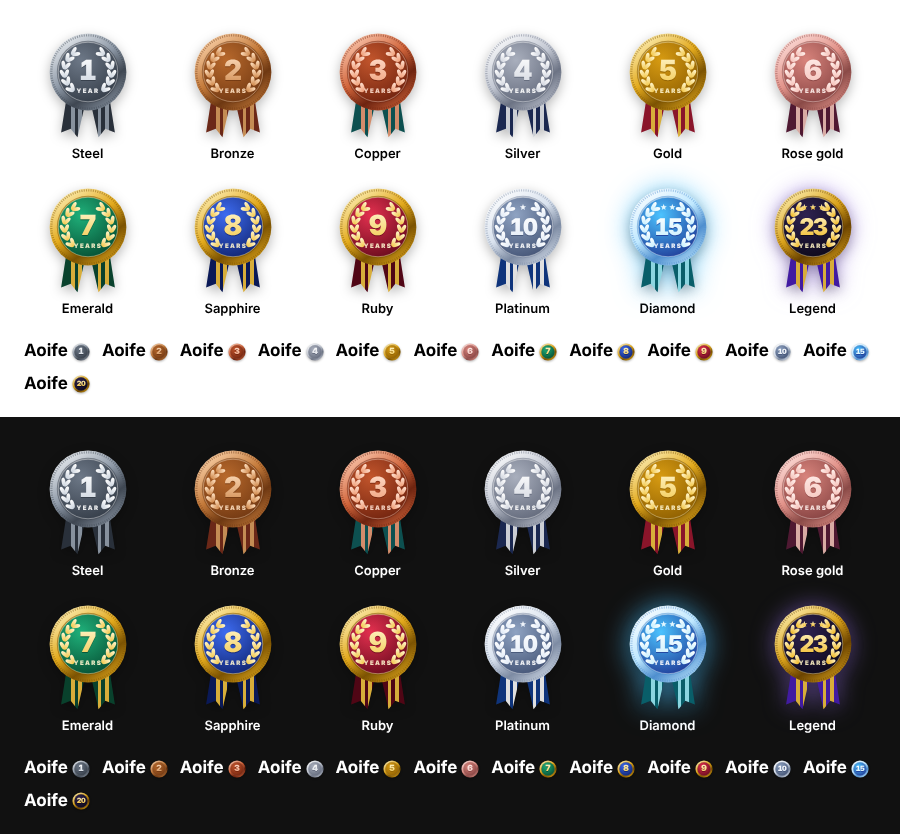 1 2 3 4 5 6
YEAR YEARS YEARS YEARS YEARS YEARS
Steel Bronze Copper Silver Gold Rose gold
7 8 9 10 15 23
YEARS YEARS YEARS YEARS YEARS YEARS
Emerald Sapphire Ruby Platinum Diamond Legend
Aoife 1 Aoife 2 Aoife 3 Aoife 4 Aoife 5 Aoife 6 Aoife 7 Aoife 8 Aoife 9 Aoife 10 Aoife 15
Aoife 20
1 2 3 4 5 6
YEAR YEARS YEARS YEARS YEARS YEARS
Steel Bronze Copper Silver Gold Rose gold
7 8 9 10 15 23
YEARS YEARS YEARS YEARS YEARS YEARS
Emerald Sapphire Ruby Platinum Diamond Legend
Aoife 1 Aoife 2 Aoife 3 Aoife 4 Aoife 5 Aoife 6 Aoife 7 Aoife 8 Aoife 9 Aoife 10 Aoife 15
Aoife 20